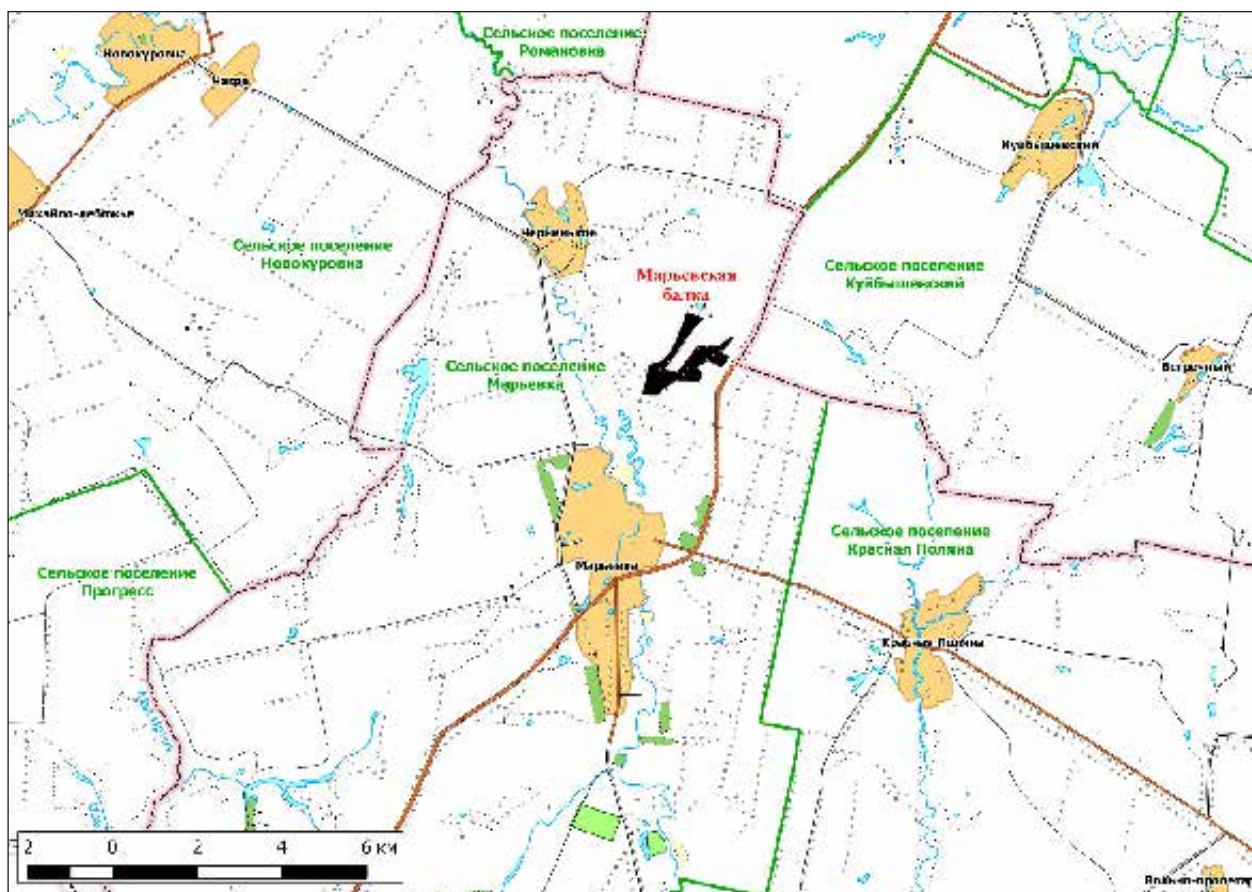 Сельское поселение
Романовка
Новокуровка
Куйбышевский
Сельское поселение
Новокуровка
Сельское поселение
Куйбышевский
Марьевская
балка
Встречный
Сельское поселение
Марьевка
Сельское поселение
Красная Поляна
Сельское поселение
Прогресс
Марьевка
Красная Поляна
2 0 2 4 6 км